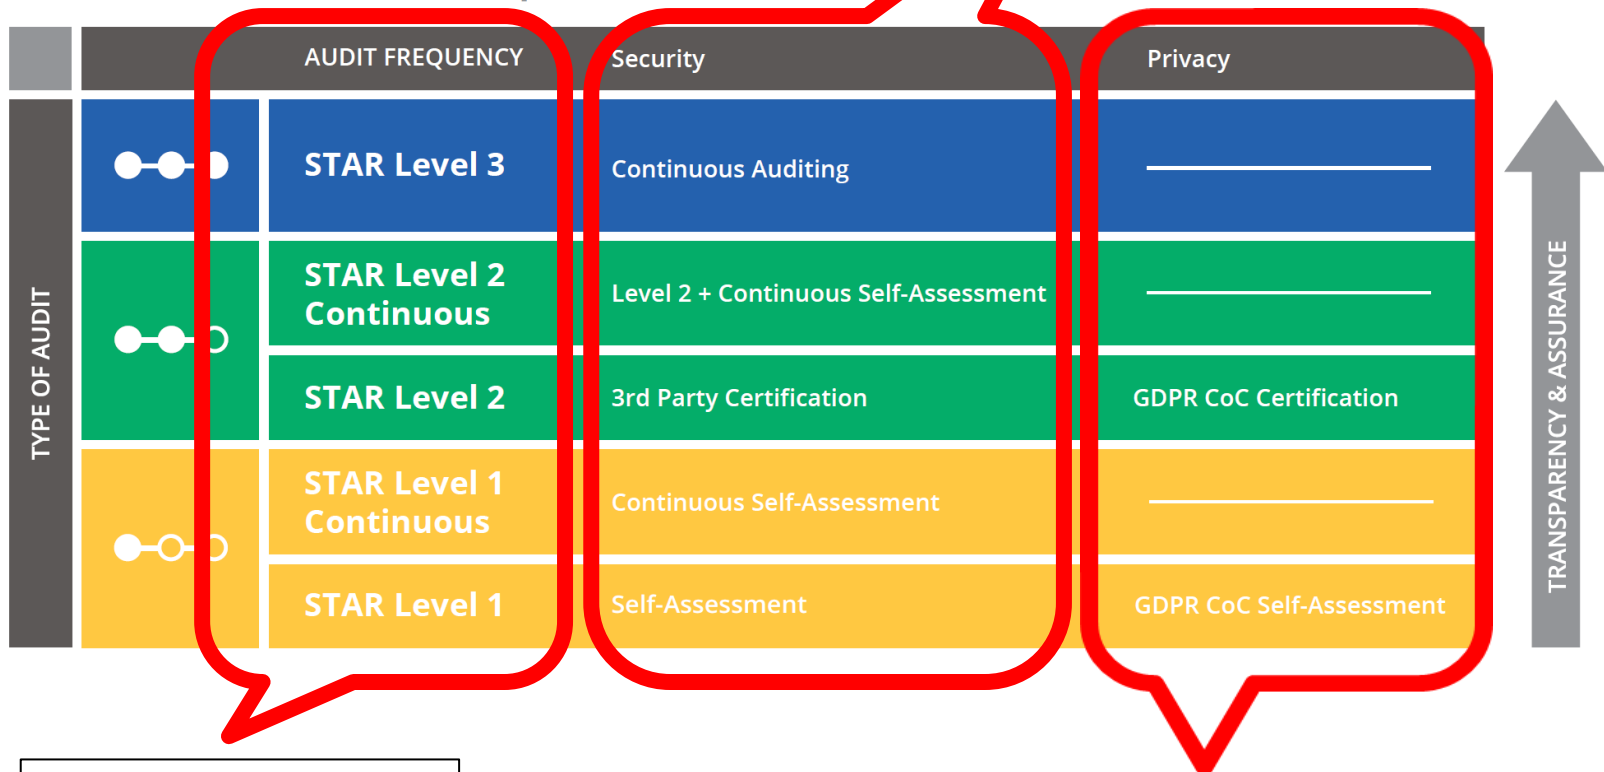 AUDIT FREQUENCY
Security
Privacy
TYPE OF AUDIT
STAR Level 3
Continuous Auditing
STAR Level 2
Continuous
Level 2 + Continuous Self-Assessment
STAR Level 2
3rd Party Certification
GDPR CoC Certification
STAR Level 1
Continuous
Continuous Self-Assessment
STAR Level 1
Self-Assessment
GDPR CoC Self-Assessment
TRANSPARENCY & ASSURANCE